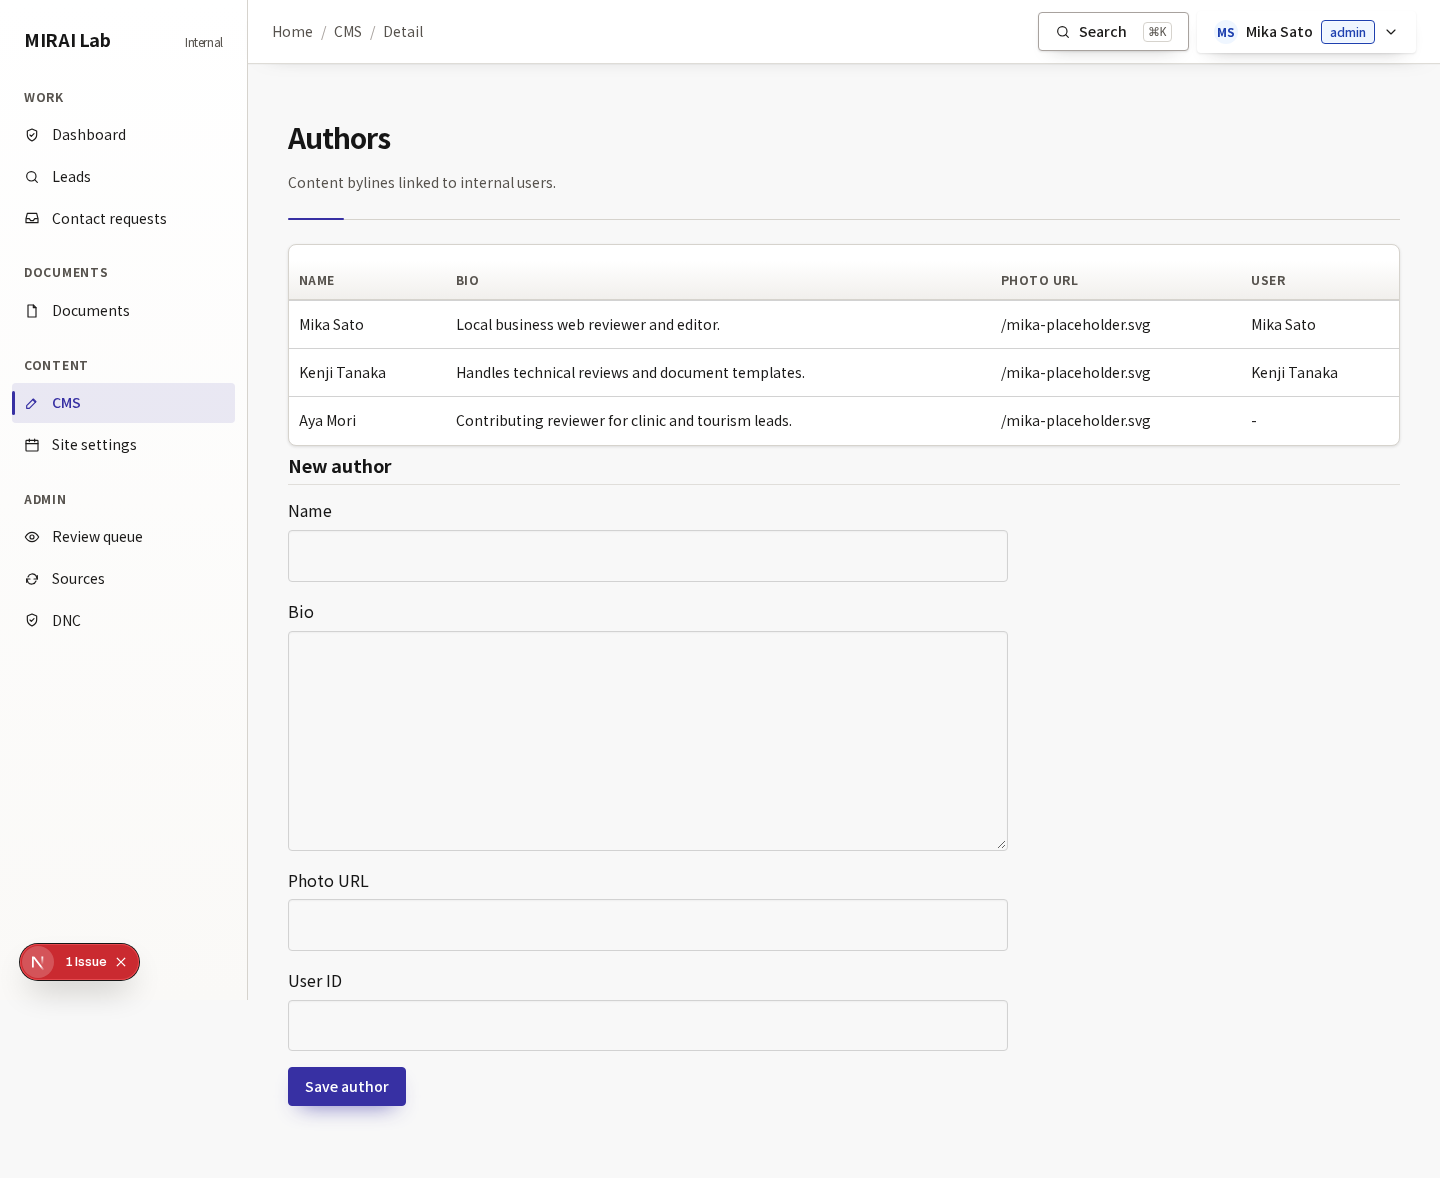 MIRAI Lab
Internal
WORK
Dashboard
Leads
Contact requests
DOCUMENTS
Documents
CONTENT
CMS
Site settings
ADMIN
Review queue
Sources
DNC
1 Issue
Home / CMS / Detail
Search ⌘K
MS Mika Sato admin
Authors
Content bylines linked to internal users.
NAME BIO PHOTO URL USER
Mika Sato Local business web reviewer and editor. /mika-placeholder.svg Mika Sato
Kenji Tanaka Handles technical reviews and document templates. /mika-placeholder.svg Kenji Tanaka
Aya Mori Contributing reviewer for clinic and tourism leads. /mika-placeholder.svg -
New author
Name
Bio
Photo URL
User ID
Save author